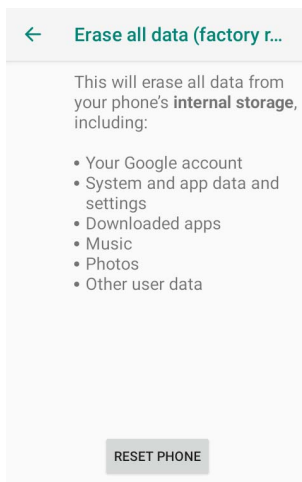 Erase all data (factory r...
This will erase all data from
your phone's internal storage,
including:
• Your Google account
• System and app data and
settings
• Downloaded apps
• Music
• Photos
• Other user data
RESET PHONE